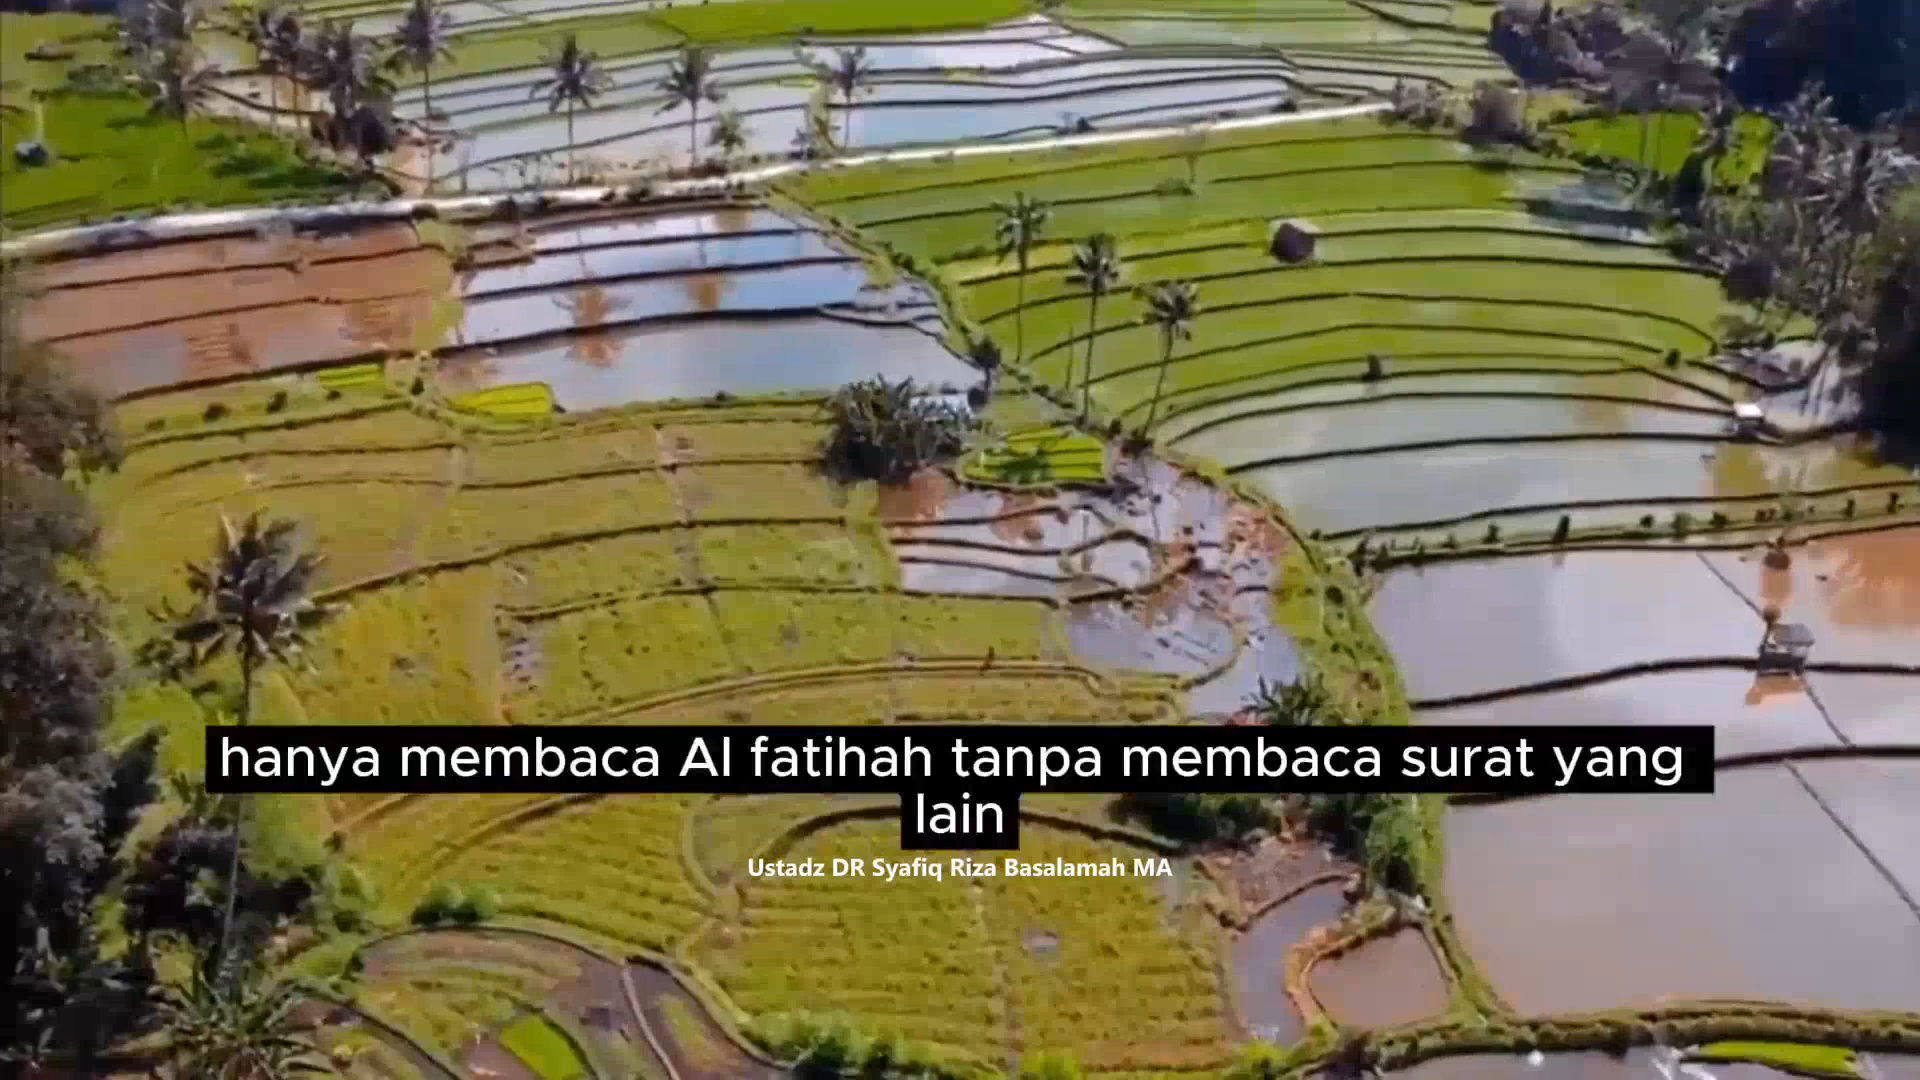 hanya membaca Al fatihah tanpa membaca surat yang
lain
Ustadz DR Syafiq Riza Basalamah MA